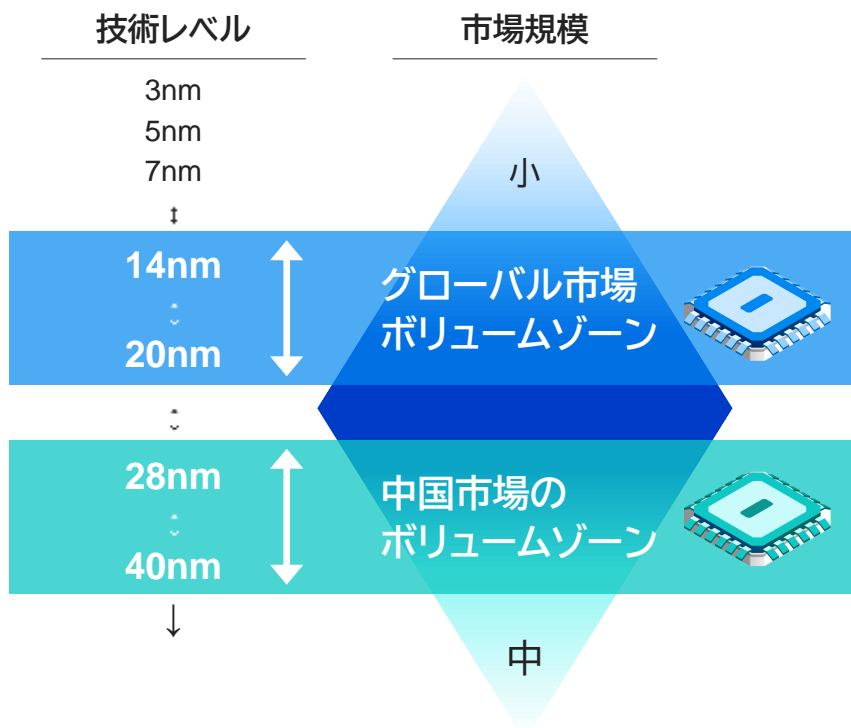 技術レベル
市場規模
3nm
5nm
7nm
小
14nm
20nm
グローバル市場
ボリュームゾーン
28nm
40nm
中国市場の
ボリュームゾーン
↓
中